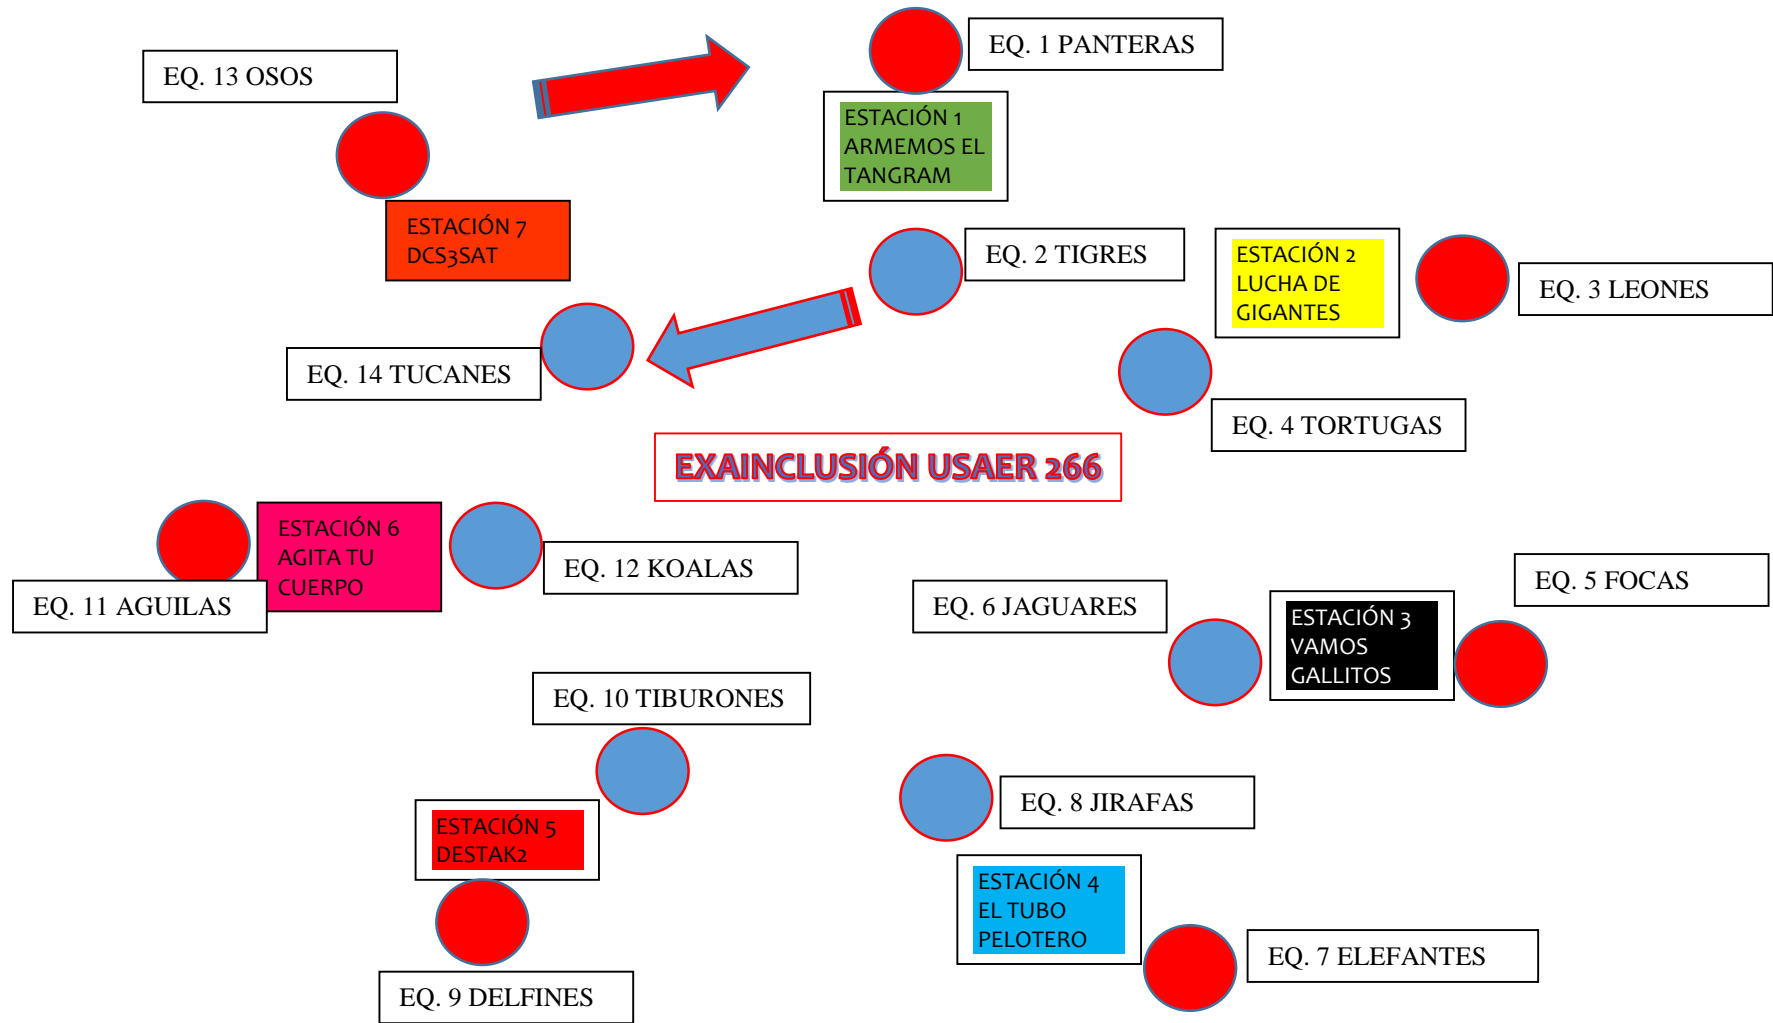 EQ. 1 PANTERAS
EQ. 13 OSOS
ESTACIÓN 1
ARMEMOS EL
TANGRAM
ESTACIÓN 7
DCS3SAT
EQ. 2 TIGRES
ESTACIÓN 2
LUCHA DE
GIGANTES
EQ. 3 LEONES
EQ. 14 TUCANES
EQ. 4 TORTUGAS
EXAINCLUSIÓN USAER 266
ESTACIÓN 6
AGITA TU
CUERPO
EQ. 12 KOALAS
EQ. 11 AGUILAS
EQ. 5 FOCAS
EQ. 6 JAGUARES
ESTACIÓN 3
VAMOS
GALLITOS
EQ. 10 TIBURONES
EQ. 8 JIRAFAS
ESTACIÓN 5
DESTAK2
ESTACIÓN 4
EL TUBO
PELOTERO
EQ. 7 ELEFANTES
EQ. 9 DELFINES